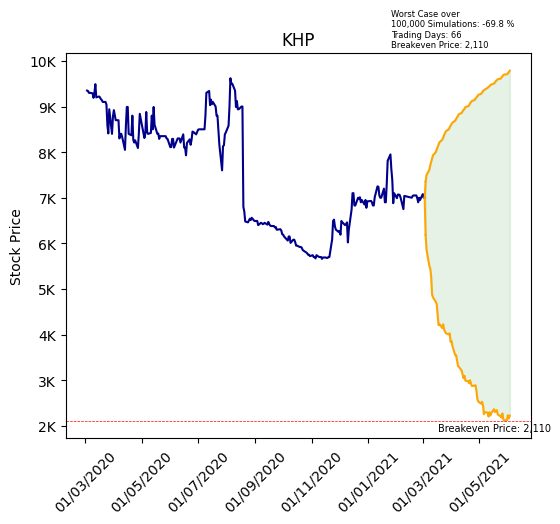 Worst Case over
100,000 Simulations: -69.8 %
Trading Days: 66
Breakeven Price: 2,110
KHP
Stock Price
10K
9K
8K
7K
6K
5K
4K
3K
2K
Breakeven Price: 2,110
01/03/2020
01/05/2020
01/07/2020
01/09/2020
01/11/2020
01/01/2021
01/03/2021
01/05/2021